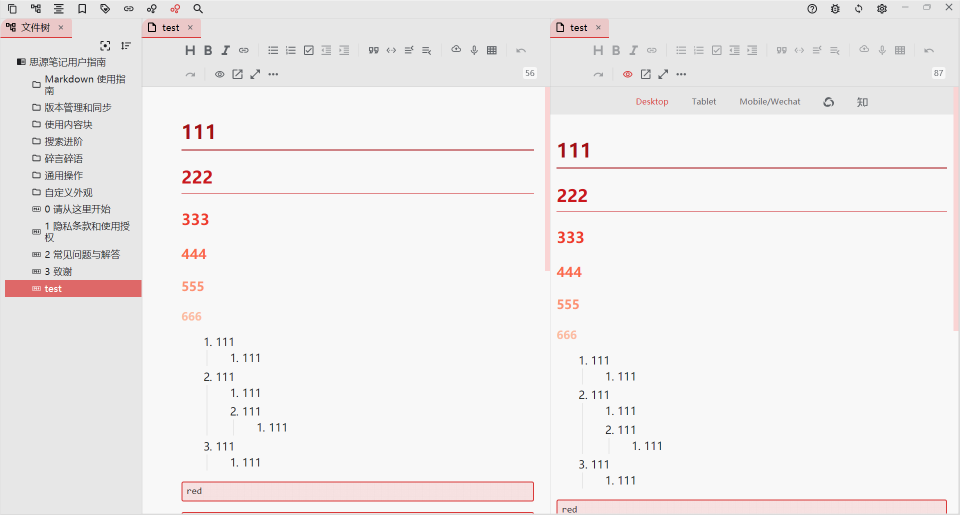 文件树 ×
思源笔记用户指南
Markdown 使用指
南
版本管理和同步
使用内容块
搜索进阶
碎言碎语
通用操作
自定义外观
0 请从这里开始
1 隐私条款和使用授
权
2 常见问题与解答
3 致谢
test
test ×
H B I
56
111
222
333
444
555
666
1. 111
1. 111
2. 111
1. 111
2. 111
1. 111
3. 111
1. 111
red
test ×
H B I
87
Desktop Tablet Mobile/Wechat 知
111
222
333
444
555
666
1. 111
1. 111
2. 111
1. 111
2. 111
1. 111
3. 111
1. 111
red